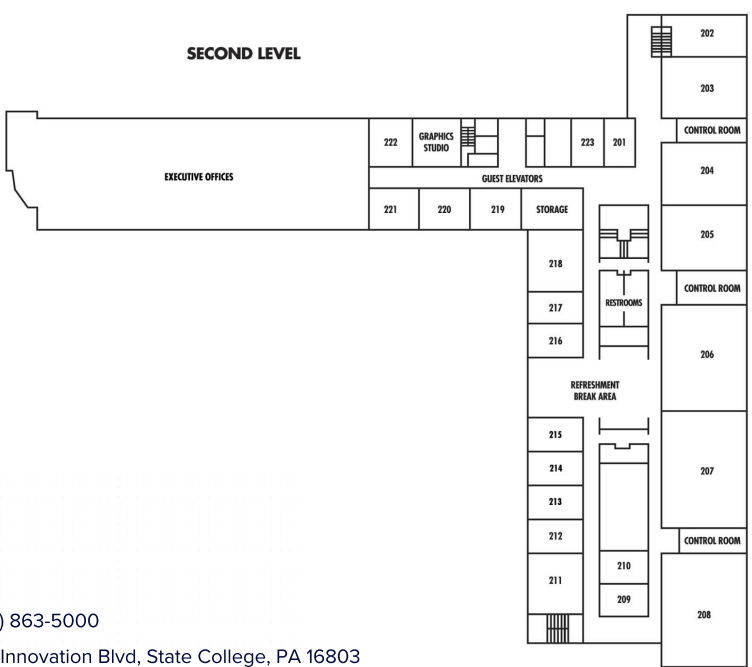 SECOND LEVEL
202
203
CONTROL ROOM
222
GRAPHICS
STUDIO
223
201
204
EXECUTIVE OFFICES
GUEST ELEVATORS
221
220
219
STORAGE
205
218
CONTROL ROOM
RESTROOMS
217
216
206
REFRESHMENT
BREAK AREA
215
214
207
213
212
CONTROL ROOM
210
211
209
208
) 863-5000
Innovation Blvd, State College, PA 16803